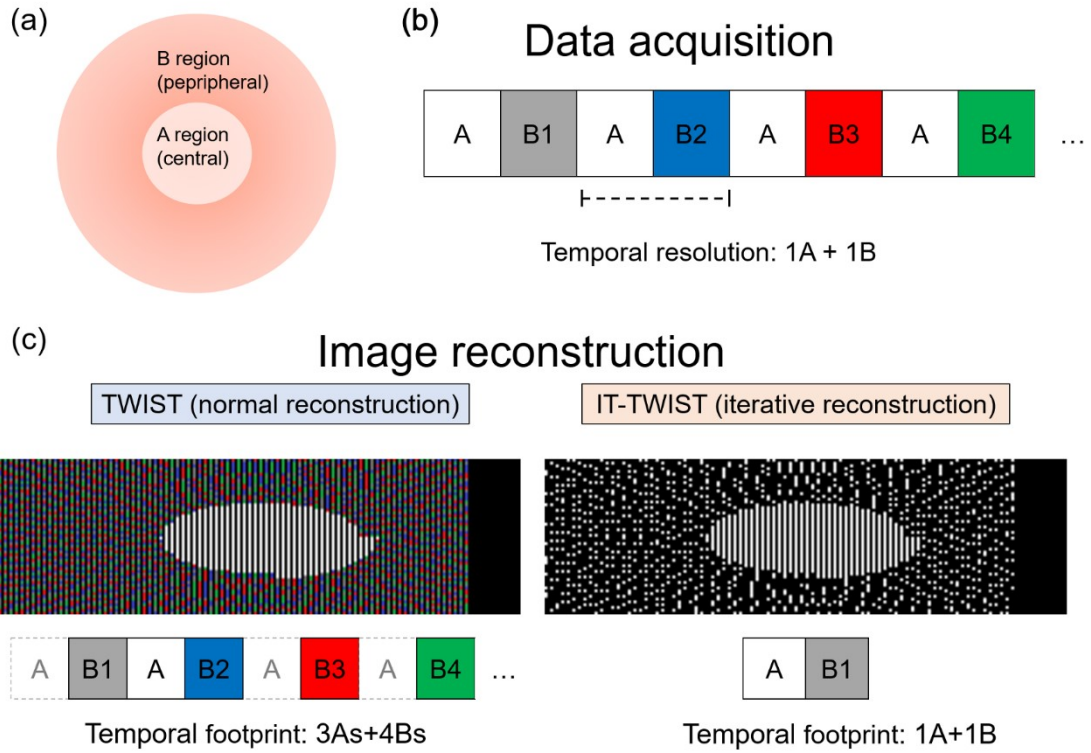 (a)
B region
(pepripheral)
A region
(central)
(b)
Data acquisition
A B1 A B2 A B3 A B4 ...
Temporal resolution: 1A + 1B
(c)
Image reconstruction
TWIST (normal reconstruction)
IT-TWIST (iterative reconstruction)
A B1 A B2 A B3 A B4 ...
A B1
Temporal footprint: 3As+4Bs
Temporal footprint: 1A+1B